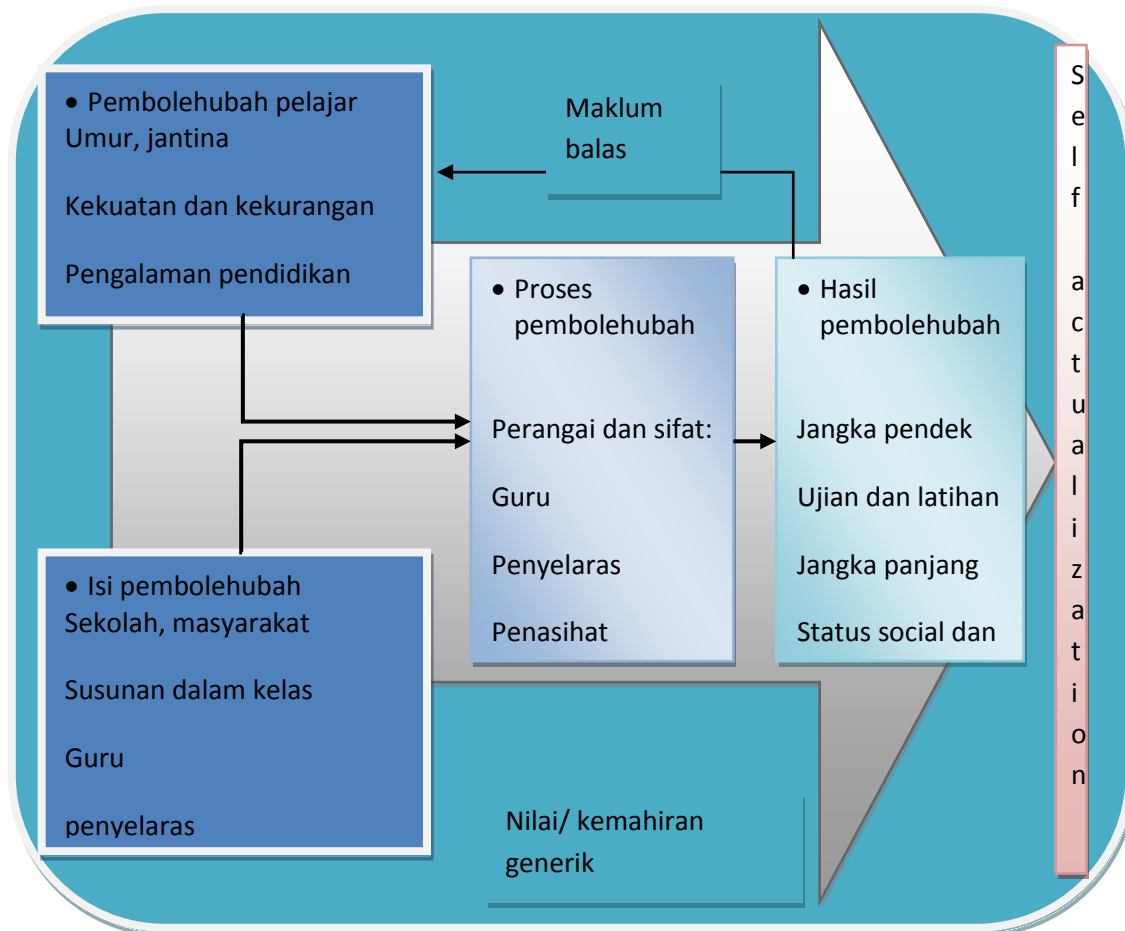 • Pembolehubah pelajar
Umur, jantina
Kekuatan dan kekurangan
Pengalaman pendidikan
Maklum
balas
• Proses
pembolehubah
Perangai dan sifat:
Guru
Penyelaras
Penasihat
• Hasil
pembolehubah
Jangka pendek
Ujian dan latihan
Jangka panjang
Status social dan
• Isi pembolehubah
Sekolah, masyarakat
Susunan dalam kelas
Guru
penyelaras
Nilai/ kemahiran
generik
Self actualization